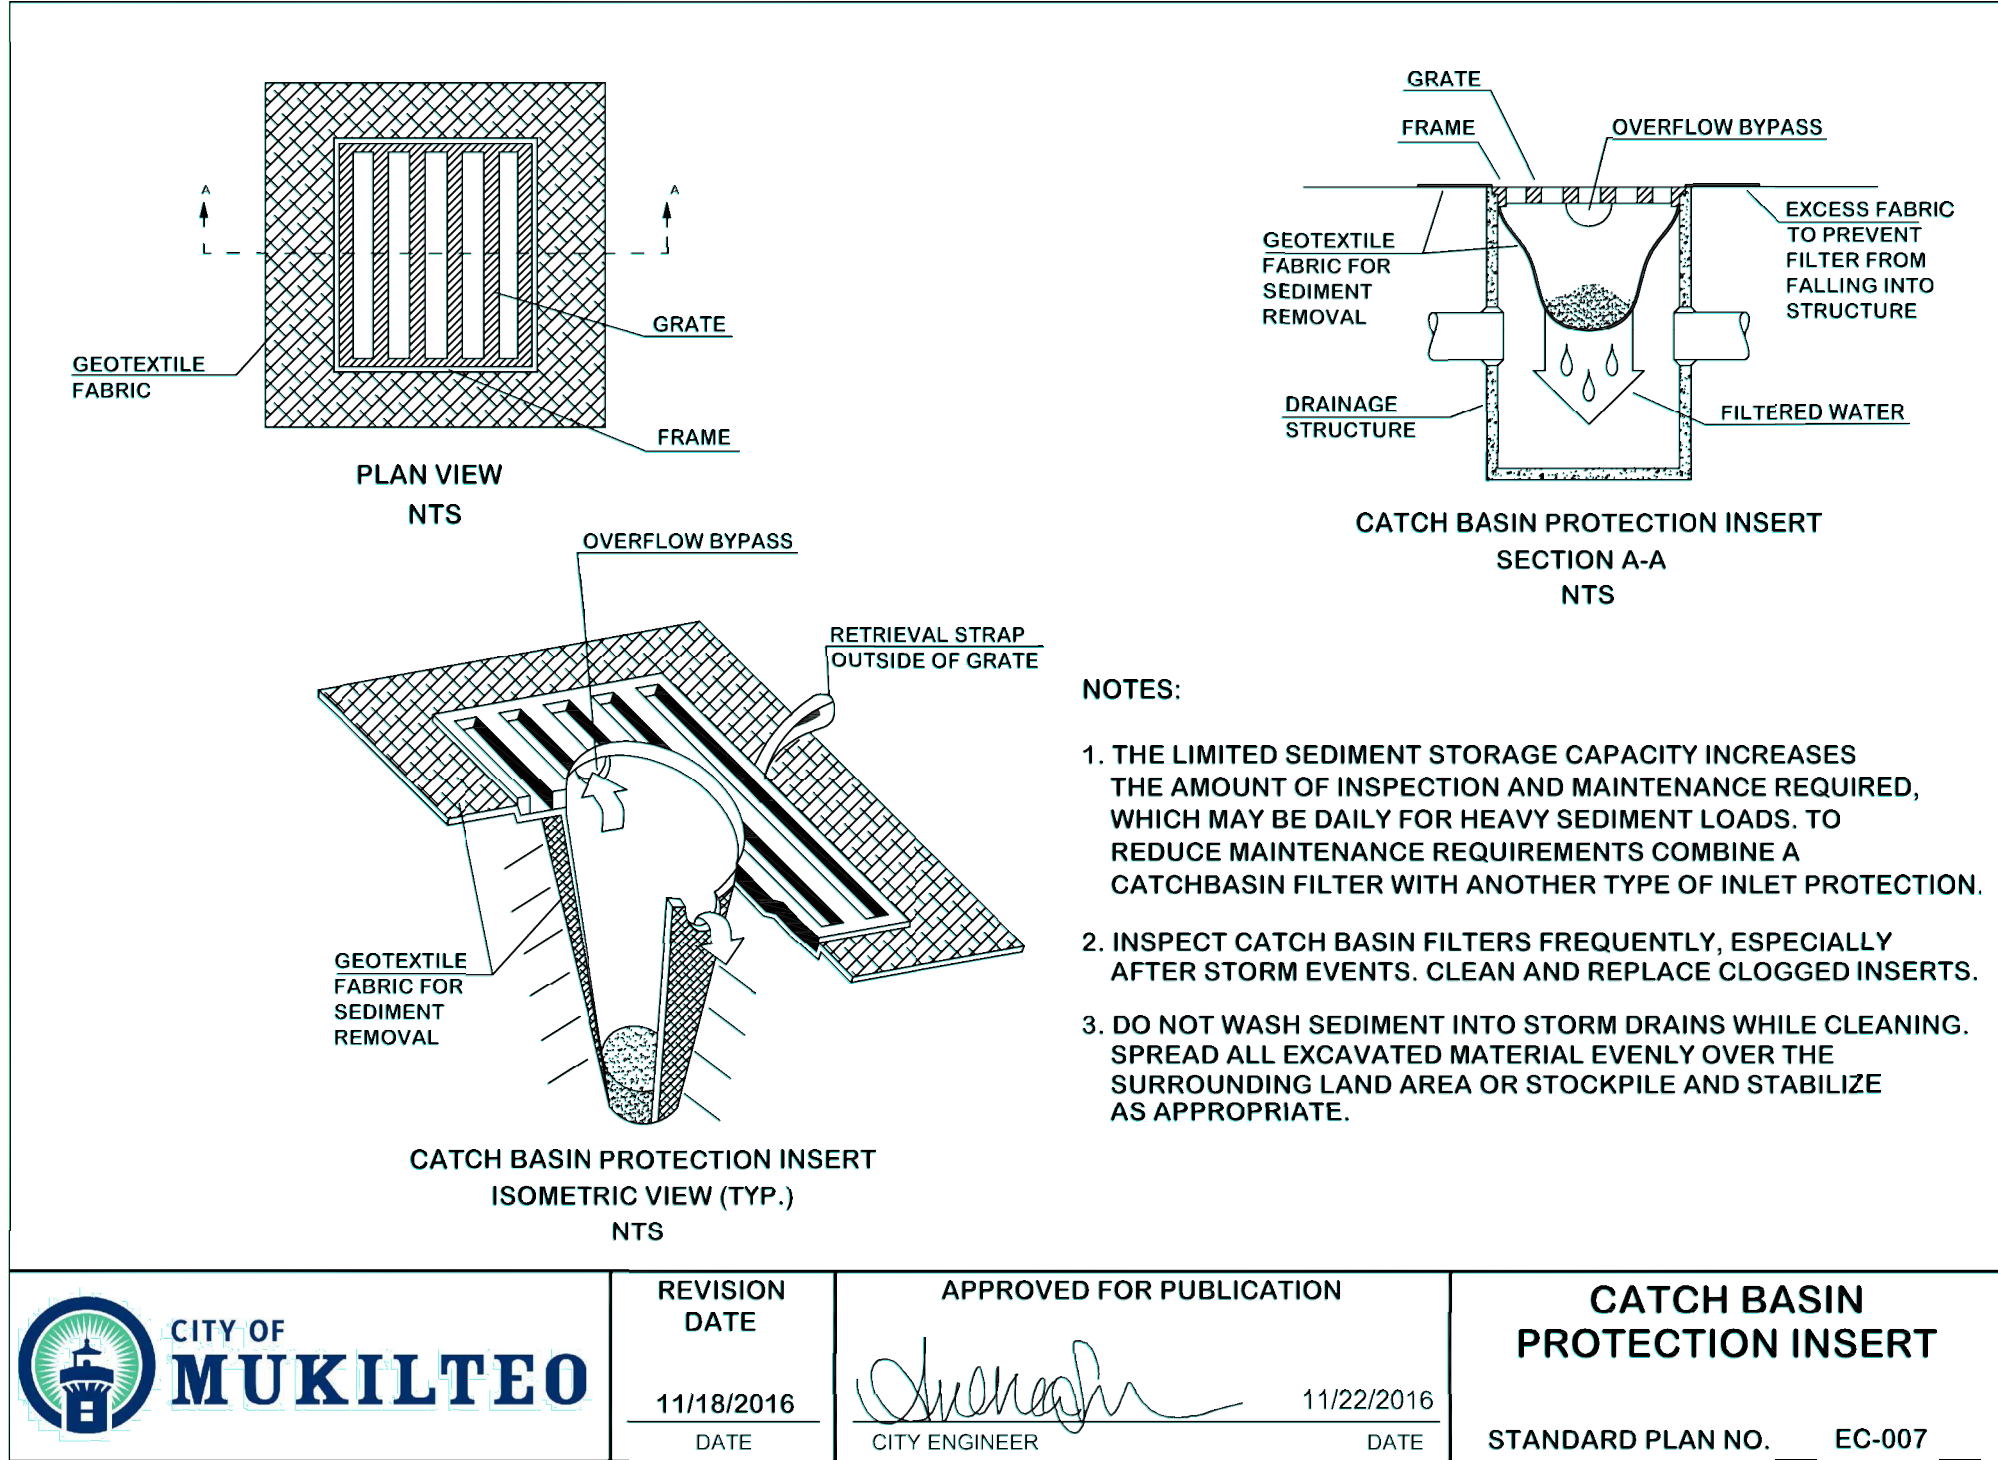 A
A
GRATE
GEOTEXTILE
FABRIC
FRAME
PLAN VIEW
NTS
GRATE
FRAME
OVERFLOW BYPASS
GEOTEXTILE
FABRIC FOR
SEDIMENT
REMOVAL
EXCESS FABRIC
TO PREVENT
FILTER FROM
FALLING INTO
STRUCTURE
DRAINAGE
STRUCTURE
FILTERED WATER
CATCH BASIN PROTECTION INSERT
SECTION A-A
NTS
OVERFLOW BYPASS
RETRIEVAL STRAP
OUTSIDE OF GRATE
GEOTEXTILE
FABRIC FOR
SEDIMENT
REMOVAL
CATCH BASIN PROTECTION INSERT
ISOMETRIC VIEW (TYP.)
NTS
NOTES:
1. THE LIMITED SEDIMENT STORAGE CAPACITY INCREASES
THE AMOUNT OF INSPECTION AND MAINTENANCE REQUIRED,
WHICH MAY BE DAILY FOR HEAVY SEDIMENT LOADS. TO
REDUCE MAINTENANCE REQUIREMENTS COMBINE A
CATCHBASIN FILTER WITH ANOTHER TYPE OF INLET PROTECTION.
2. INSPECT CATCH BASIN FILTERS FREQUENTLY, ESPECIALLY
AFTER STORM EVENTS. CLEAN AND REPLACE CLOGGED INSERTS.
3. DO NOT WASH SEDIMENT INTO STORM DRAINS WHILE CLEANING.
SPREAD ALL EXCAVATED MATERIAL EVENLY OVER THE
SURROUNDING LAND AREA OR STOCKPILE AND STABILIZE
AS APPROPRIATE.
CITY OF
MUKILTEO
REVISION
DATE
11/18/2016
DATE
APPROVED FOR PUBLICATION
11/22/2016
CITY ENGINEER
DATE
CATCH BASIN
PROTECTION INSERT
STANDARD PLAN NO. EC-007